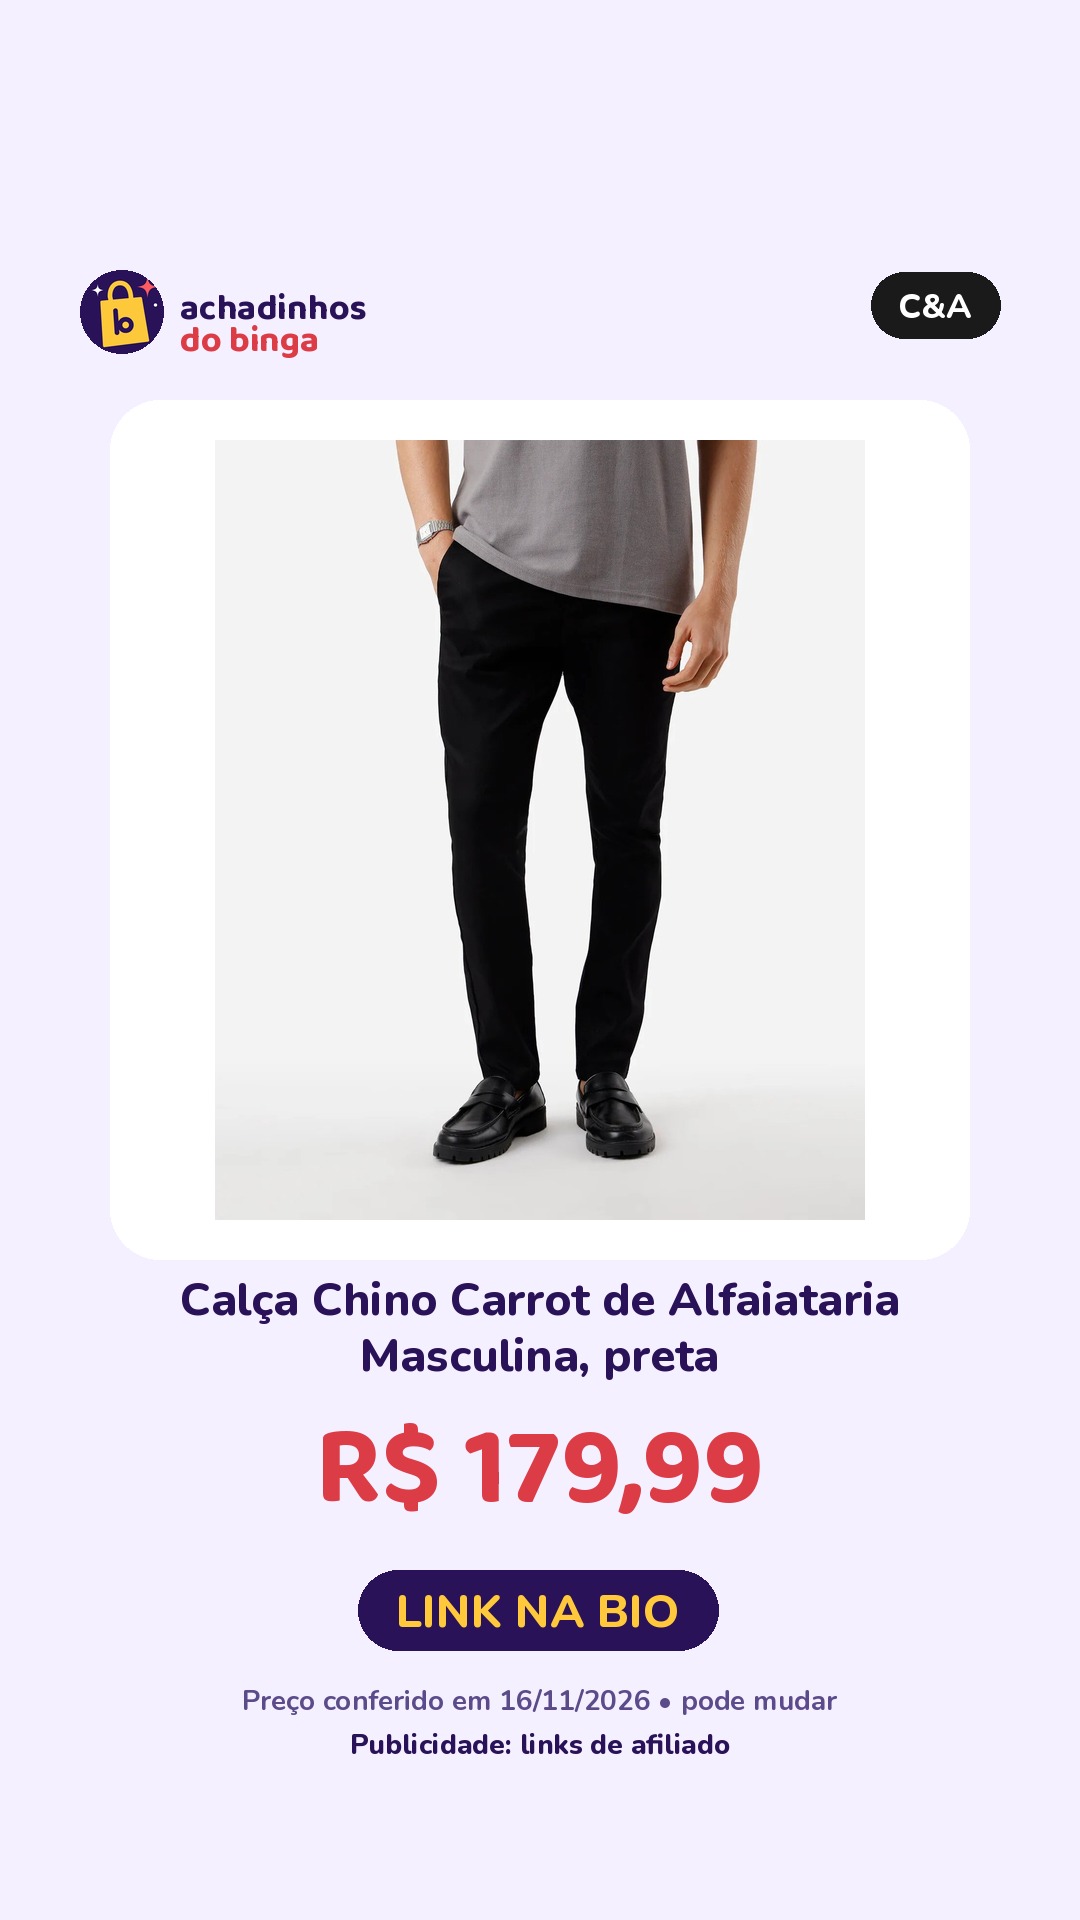 achadinhos
do binga
b
C&A
Calça Chino Carrot de Alfaiataria
Masculina, preta
R$ 179,99
LINK NA BIO
Preço conferido em 16/11/2026 • pode mudar
Publicidade: links de afiliado